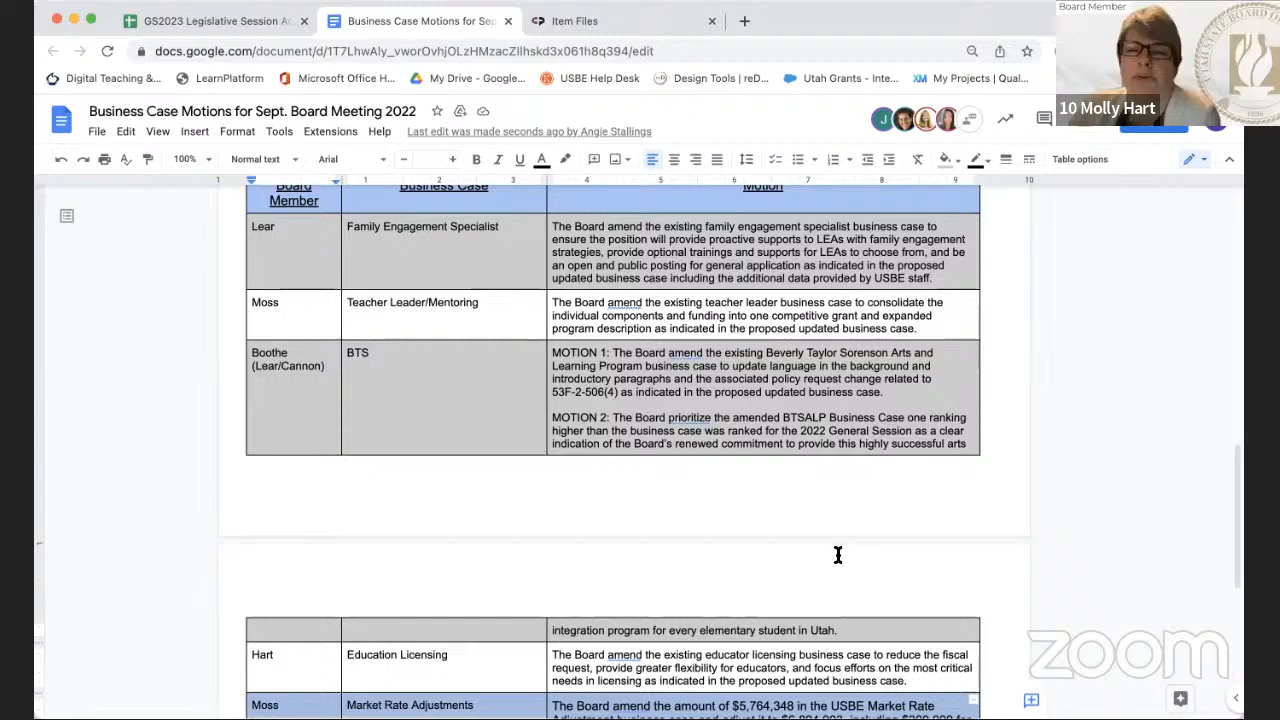 GS2023 Legislative Session
Business Case Motions for Sep
Item Files
docs.google.com/document/d/1T7LhwAly_vworOvhjOLzHMzacZIlhskd3x061h8q394/edit
Digital Teaching &...
LearnPlatform
Microsoft Office H...
My Drive - Google...
USBE Help Desk
Design Tools | reD...
Utah Grants - Inte...
My Projects | Qual...
Board Member
10 Molly Hart
Business Case Motions for Sept. Board Meeting 2022
File Edit View Insert Format Tools Extensions Help Last edit was made seconds ago by Angie Stallings
100% Normal text Arial Table options
1 1 2 3 4 5 6 7 8 9 10
Board Member
Business Case
Motion
Lear
Family Engagement Specialist
The Board amend the existing family engagement specialist business case to
ensure the position will provide proactive supports to LEAs with family engagement
strategies, provide optional trainings and supports for LEAs to choose from, and be
an open and public posting for general application as indicated in the proposed
updated business case including the additional data provided by USBE staff.
Moss
Teacher Leader/Mentoring
The Board amend the existing teacher leader business case to consolidate the
individual components and funding into one competitive grant and expanded
program description as indicated in the proposed updated business case.
Boothe
(Lear/Cannon)
BTS
MOTION 1: The Board amend the existing Beverly Taylor Sorenson Arts and
Learning Program business case to update language in the background and
introductory paragraphs and the associated policy request change related to
53F-2-506(4) as indicated in the proposed updated business case.
MOTION 2: The Board prioritize the amended BTSALP Business Case one ranking
higher than the business case was ranked for the 2022 General Session as a clear
indication of the Board's renewed commitment to provide this highly successful arts
integration program for every elementary student in Utah.
Hart
Education Licensing
The Board amend the existing educator licensing business case to reduce the fiscal
request, provide greater flexibility for educators, and focus efforts on the most critical
needs in licensing as indicated in the proposed updated business case.
Moss
Market Rate Adjustments
The Board amend the amount of $5,764,348 in the USBE Market Rate
zoom